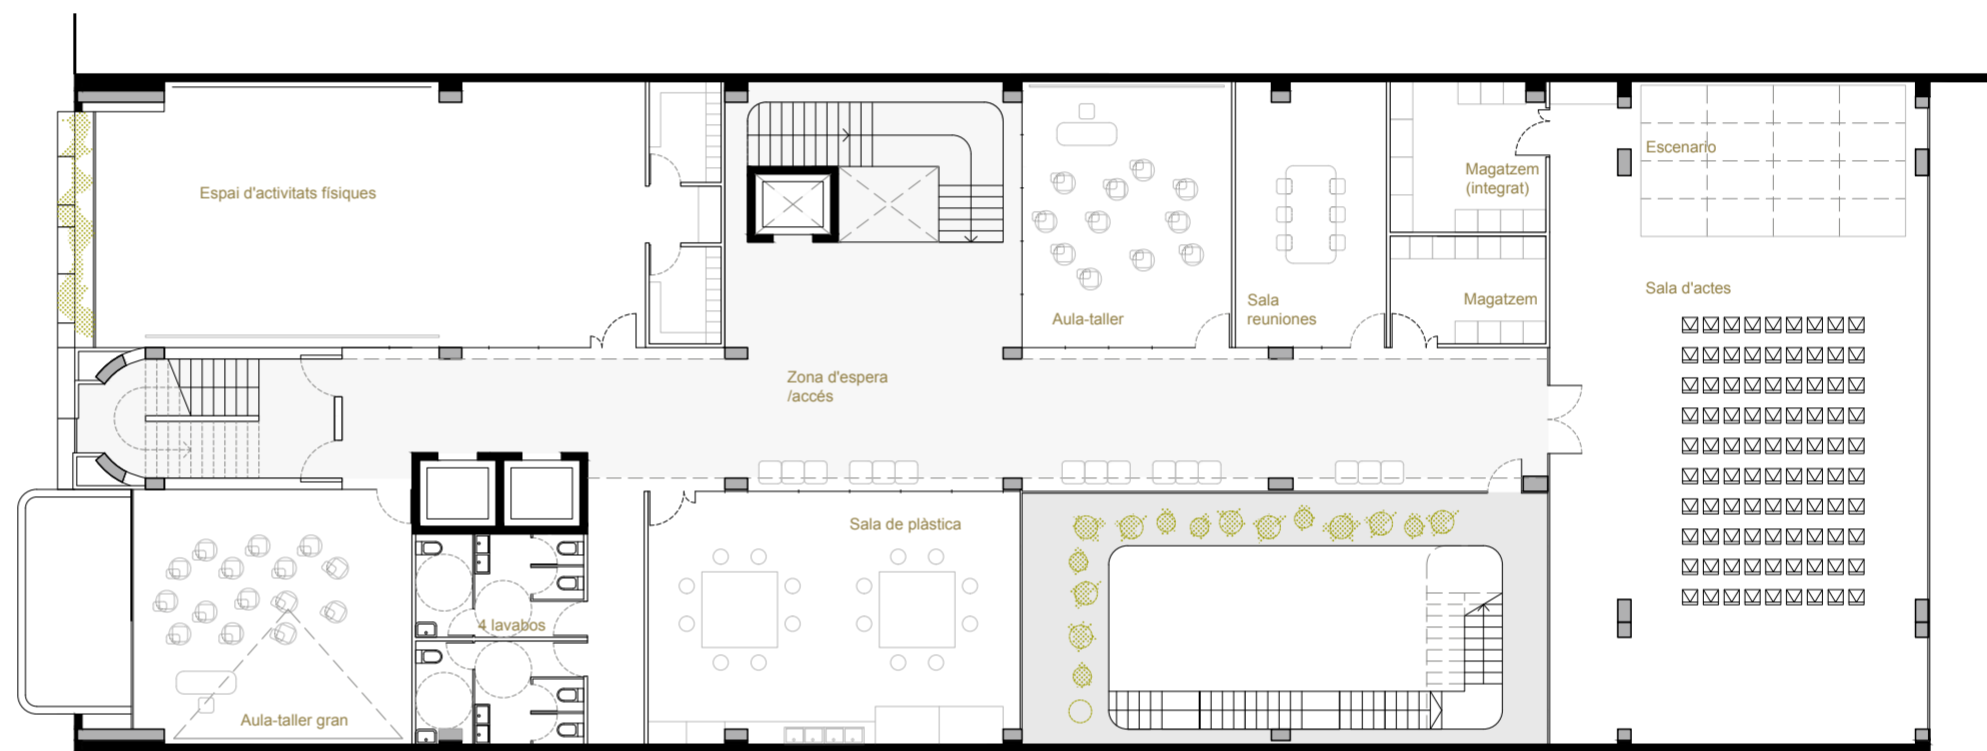 Espai d'activitats físiques
Escenario
Magatzem
(integrat)
Sala d'actes
Sala
reuniones
Magatzem
Aula-taller
Zona d'espera
/accés
Sala de plàstica
4 lavabos
Aula-taller gran